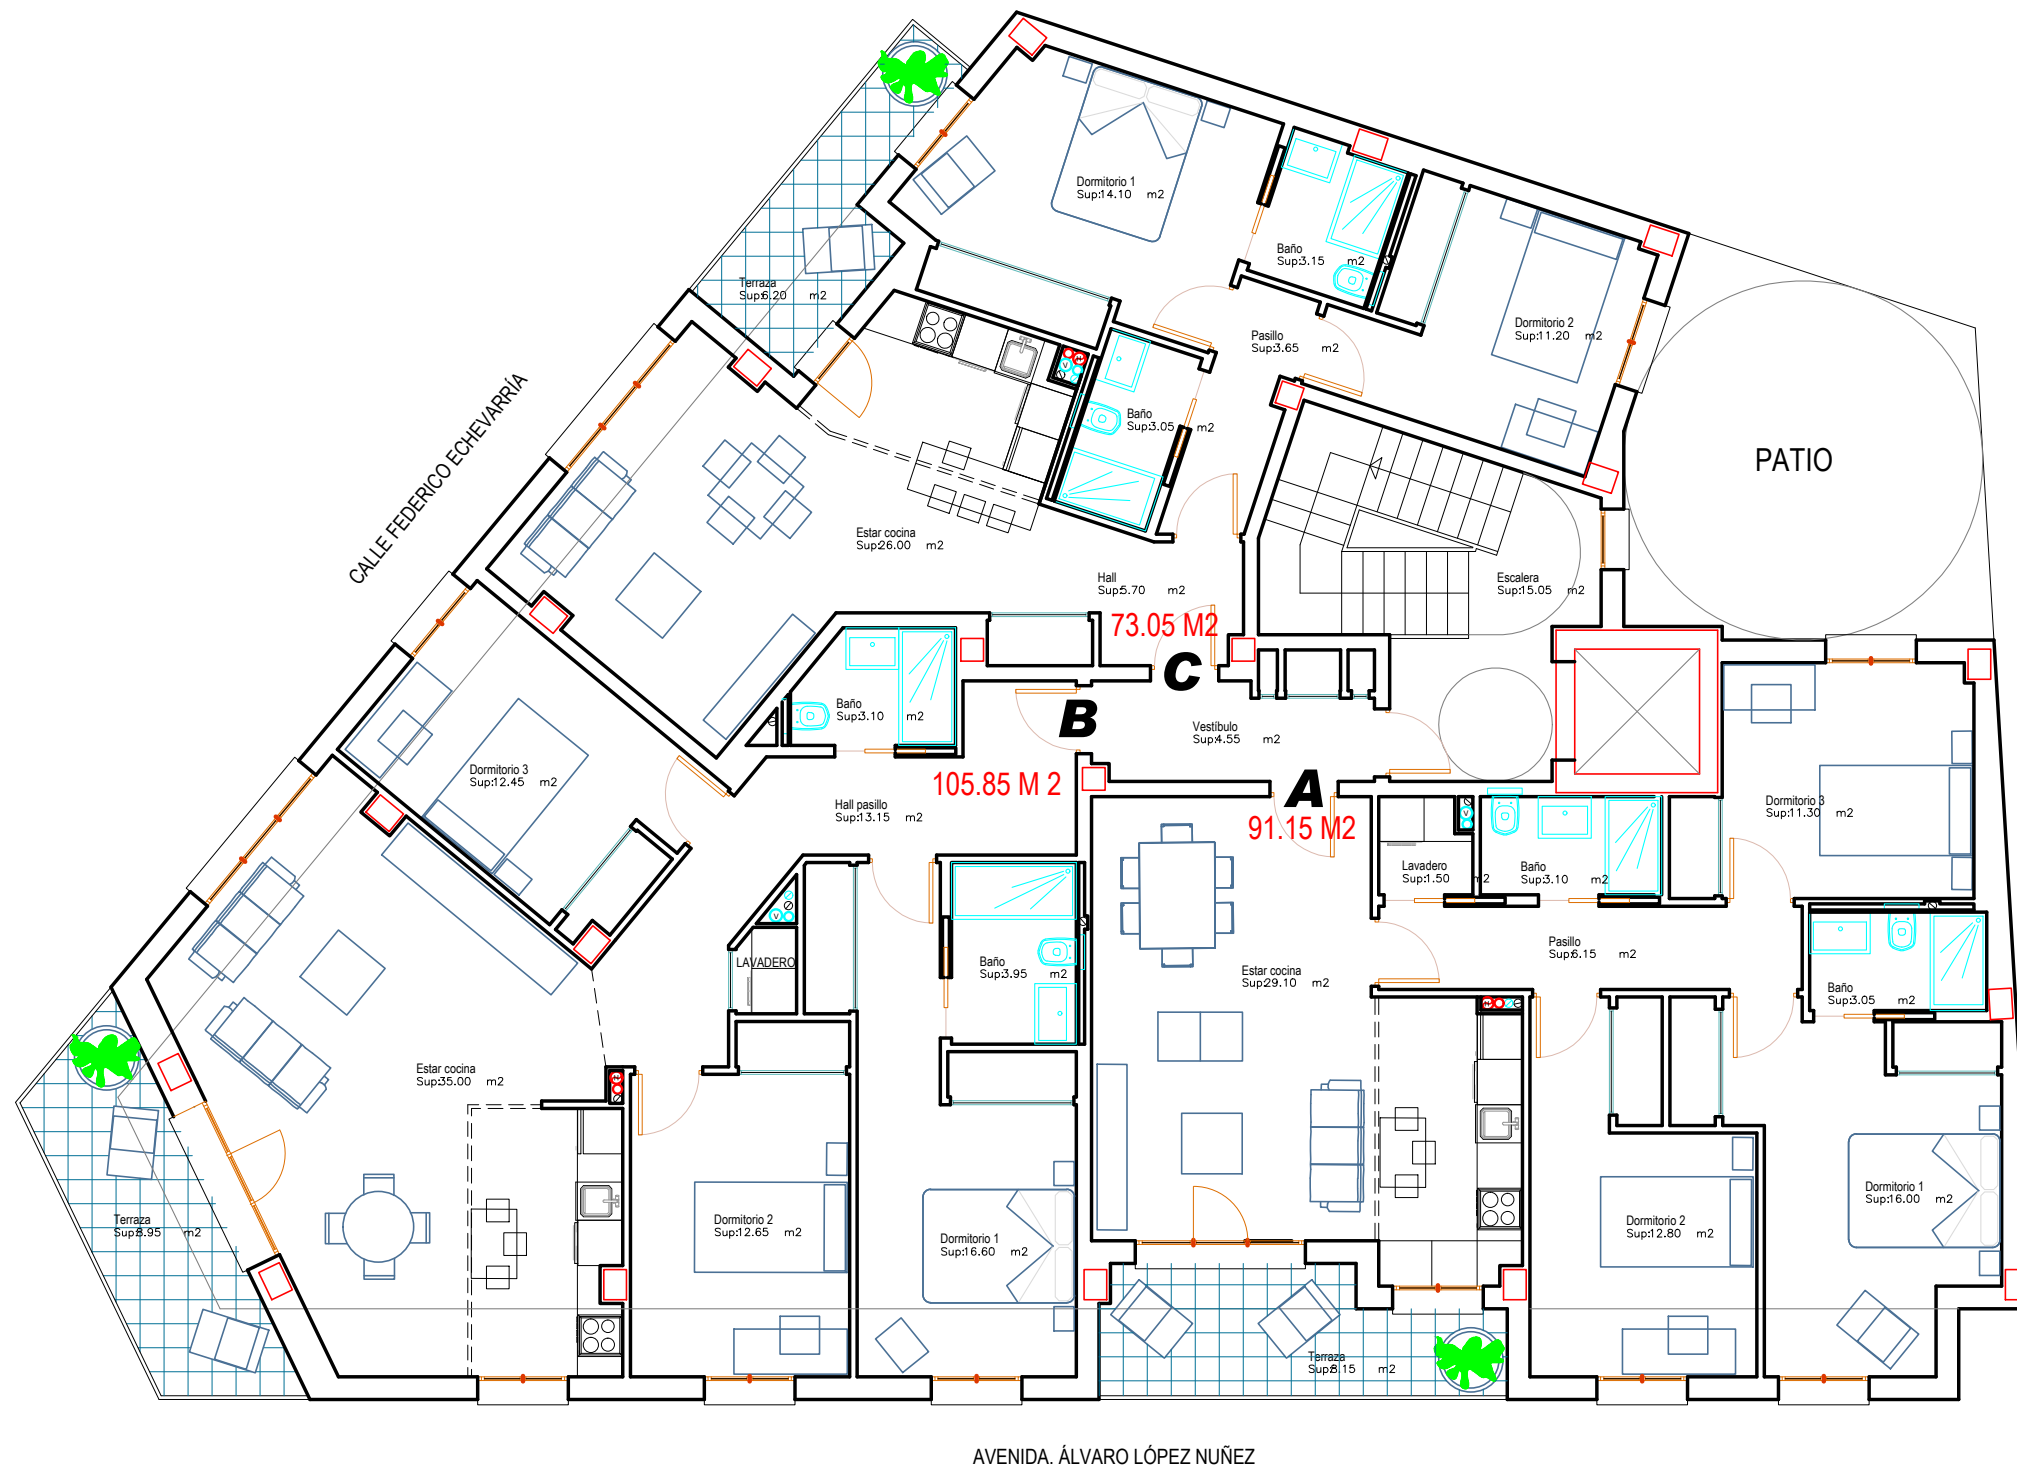 Dormitorio 1
Sup:14.10 m2
Baño
Sup:3.15 m2
Terraza
Sup:6.20 m2
Dormitorio 2
Sup:11.20 m2
Pasillo
Sup:3.65 m2
Baño
Sup:3.05 m2
PATIO
CALLE FEDERICO ECHEVARRÍA
Estar cocina
Sup:26.00 m2
Hall
Sup:5.70 m2
Escalera
Sup:15.05 m2
73.05 M2
C
Baño
Sup:3.10 m2
B
Vestíbulo
Sup:4.55 m2
Dormitorio 3
Sup:12.45 m2
105.85 M 2
A
91.15 M2
Hall pasillo
Sup:13.15 m2
Dormitorio 3
Sup:11.30 m2
Lavadero
Sup:1.50 m2
Baño
Sup:3.10 m2
LAVADERO
Baño
Sup:3.95 m2
Estar cocina
Sup:29.10 m2
Pasillo
Sup:6.15 m2
Baño
Sup:3.05 m2
Estar cocina
Sup:35.00 m2
Terraza
Sup:8.95 m2
Dormitorio 2
Sup:12.65 m2
Dormitorio 1
Sup:16.60 m2
Dormitorio 2
Sup:12.80 m2
Dormitorio 1
Sup:16.00 m2
Terraza
Sup:8.15 m2
AVENIDA. ÁLVARO LÓPEZ NUÑEZ